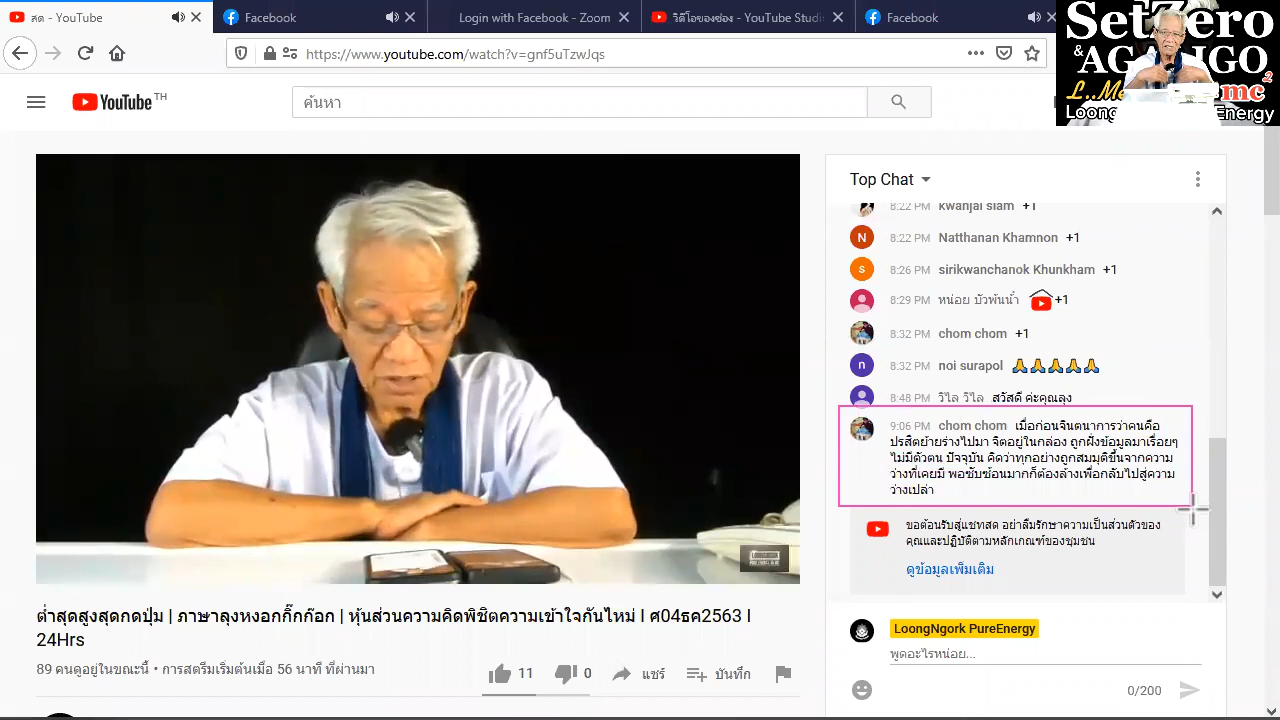 สด - YouTube
Facebook
Login with Facebook - Zoom
วิดีโอของช่อง - YouTube Studi
Facebook
https://www.youtube.com/watch?v=gnf5uTzwJqs
SetZero
&
L..Me
mc2
Loong Energy
YouTube TH
ค้นหา
Top Chat
8:22 PM kwanjai siam +1
N 8:22 PM Natthanan Khamnon +1
s 8:26 PM sirikwanchanok Khunkham +1
8:29 PM หน่อย บัวพันน้ำ +1
8:32 PM chom chom +1
n 8:32 PM noi surapol 🙏🙏🙏🙏🙏
8:48 PM วิไล วิไล สวัสดี ค่ะคุณลุง
9:06 PM chom chom เมื่อก่อนจินตนาการว่าคนคือ
ปรสิตย้ายร่างไปมา จิตอยู่ในกล่อง ถูกฝังข้อมูลมาเรื่อยๆ
ไม่มีตัวตน ปัจจุบัน คิดว่าทุกอย่างถูกสมมุติขึ้นจากความ
ว่างที่เคยมี พอซับซ้อนมากก็ต้องล้างเพื่อกลับไปสู่ความ
ว่างเปล่า
ขอต้อนรับสู่แชทสด อย่าลืมรักษาความเป็นส่วนตัวของ
คุณและปฏิบัติตามหลักเกณฑ์ของชุมชน
ดูข้อมูลเพิ่มเติม
LoongNgork PureEnergy
พูดอะไรหน่อย...
0/200
ต่ำสุดสูงสุดกดปุ่ม | ภาษาลุงหงอกกิ๊กก๊อก | หุ้นส่วนความคิดพิชิตความเข้าใจกันไหม่ I ศ04ธค2563 I
24Hrs
89 คนดูอยู่ในขณะนี้ • การสตรีมเริ่มต้นเมื่อ 56 นาที ที่ผ่านมา
11
0
แชร์
บันทึก